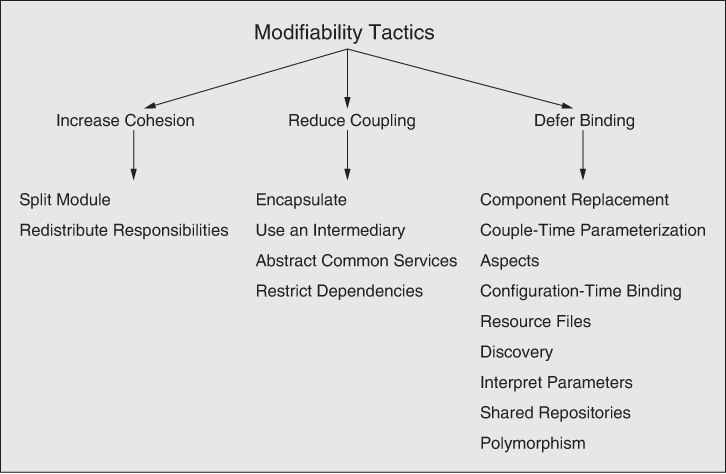 Modifiability Tactics
Increase Cohesion
Reduce Coupling
Defer Binding
Split Module
Redistribute Responsibilities
Encapsulate
Use an Intermediary
Abstract Common Services
Restrict Dependencies
Component Replacement
Couple-Time Parameterization
Aspects
Configuration-Time Binding
Resource Files
Discovery
Interpret Parameters
Shared Repositories
Polymorphism